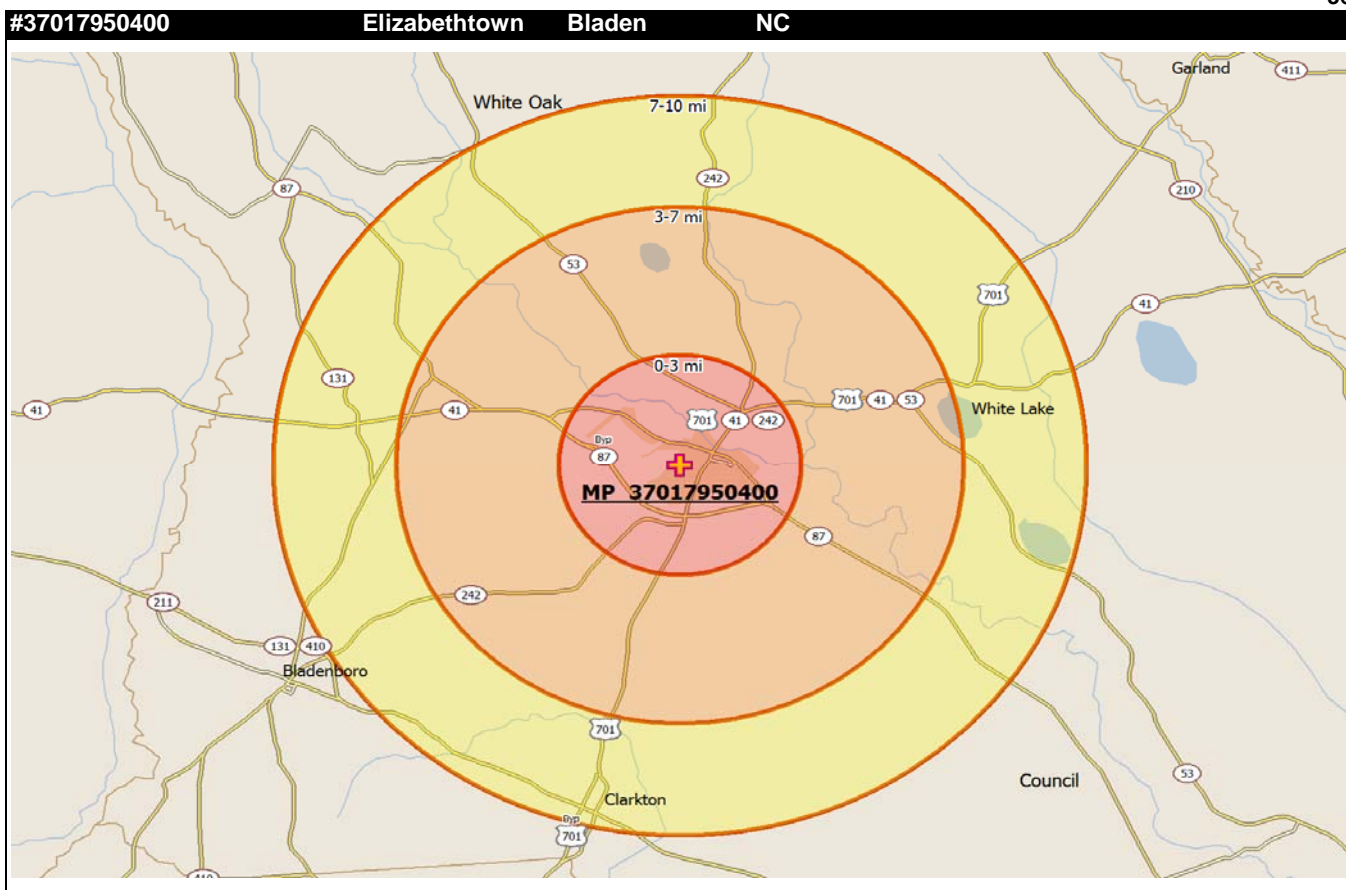 #37017950400 Elizabethtown Bladen NC
Garland 411
White Oak
7-10 mi
242
87
210
3-7 mi
53
701
41
0-3 mi
131
41
41
701 41 53
White Lake
701 41 242
Byp
87
MP 37017950400
87
242
211
131 410
Bladenboro
701
53
Council
Clarkton
Byp
701
410